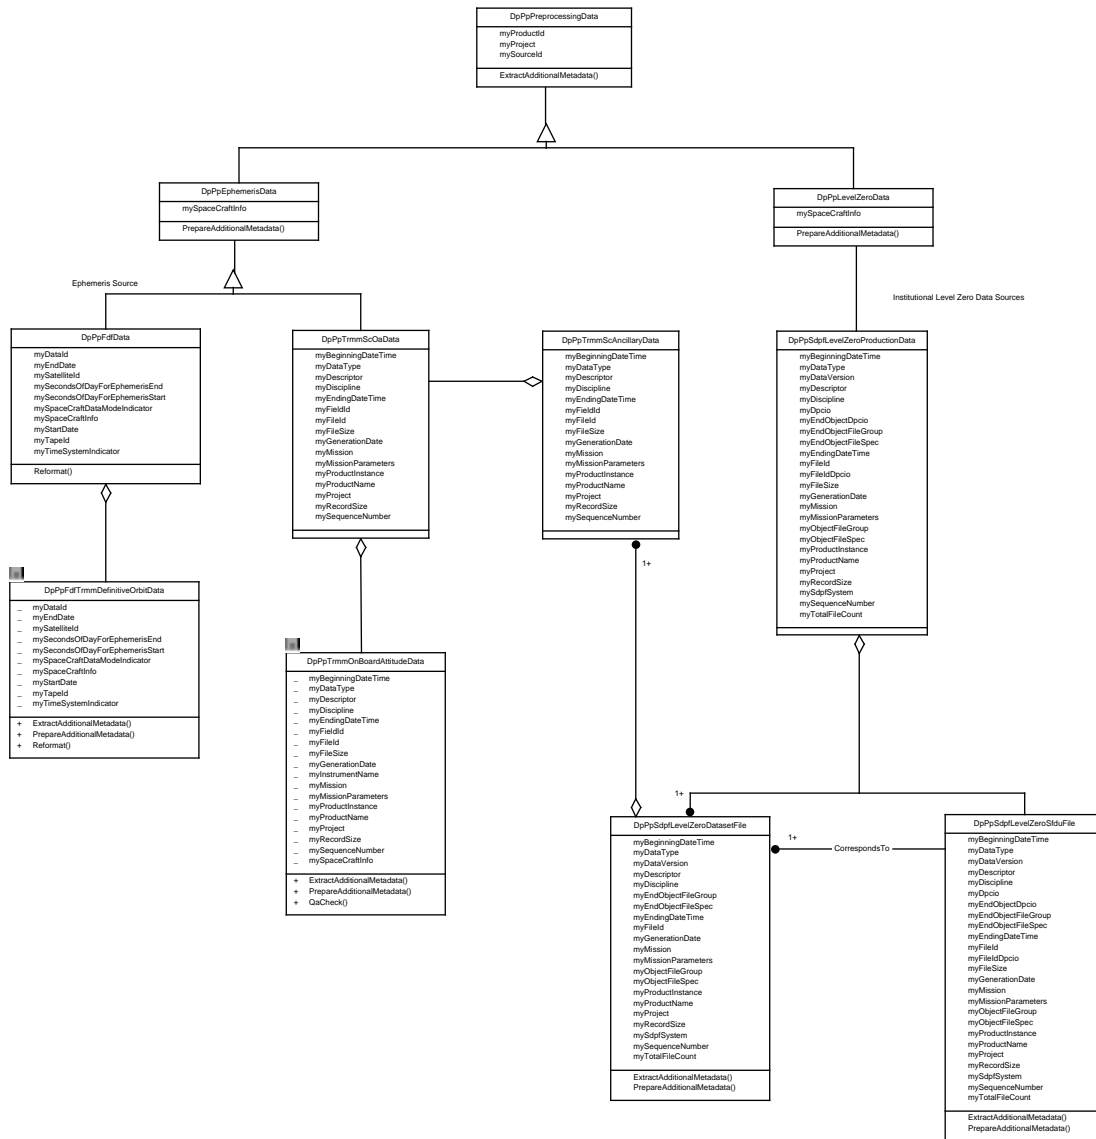 DpPpPreprocessingData
myProductId
myProject
mySourceId
ExtractAdditionalMetadata()
DpPpEphemerisData
mySpaceCraftInfo
PrepareAdditionalMetadata()
DpPpLevelZeroData
mySpaceCraftInfo
PrepareAdditionalMetadata()
Ephemeris Source
Institutional Level Zero Data Sources
DpPpFdfData
myDataId
myEndDate
mySatelliteId
mySecondsOfDayForEphemerisEnd
mySecondsOfDayForEphemerisStart
mySpaceCraftDataModeIndicator
mySpaceCraftInfo
myStartDate
myTapeId
myTimeSystemIndicator
Reformat()
DpPpTrmmScOaData
myBeginningDateTime
myDataType
myDescriptor
myDiscipline
myEndingDateTime
myFieldId
myFileId
myFileSize
myGenerationDate
myMission
myMissionParameters
myProductInstance
myProductName
myProject
myRecordSize
mySequenceNumber
DpPpTrmmScAncillaryData
myBeginningDateTime
myDataType
myDescriptor
myDiscipline
myEndingDateTime
myFieldId
myFileId
myFileSize
myGenerationDate
myMission
myMissionParameters
myProductInstance
myProductName
myProject
myRecordSize
mySequenceNumber
1+
DpPpSdpfLevelZeroProductionData
myBeginningDateTime
myDataType
myDataVersion
myDescriptor
myDiscipline
myDpcio
myEndObjectDpcio
myEndObjectFileGroup
myEndObjectFileSpec
myEndingDateTime
myFileId
myFileIdDpcio
myFileSize
myGenerationDate
myMission
myMissionParameters
myObjectFileGroup
myObjectFileSpec
myProductInstance
myProductName
myProject
myRecordSize
mySdpfSystem
mySequenceNumber
myTotalFileCount
DpPpFdfTrmmDefinitiveOrbitData
_ myDataId
_ myEndDate
_ mySatelliteId
_ mySecondsOfDayForEphemerisEnd
_ mySecondsOfDayForEphemerisStart
_ mySpaceCraftDataModeIndicator
_ mySpaceCraftInfo
_ myStartDate
_ myTapeId
_ myTimeSystemIndicator
+ ExtractAdditionalMetadata()
+ PrepareAdditionalMetadata()
+ Reformat()
DpPpTrmmOnBoardAttitudeData
_ myBeginningDateTime
_ myDataType
_ myDescriptor
_ myDiscipline
_ myEndingDateTime
_ myFieldId
_ myFileId
_ myFileSize
_ myGenerationDate
_ myInstrumentName
_ myMission
_ myMissionParameters
_ myProductInstance
_ myProductName
_ myProject
_ myRecordSize
_ mySequenceNumber
_ mySpaceCraftInfo
+ ExtractAdditionalMetadata()
+ PrepareAdditionalMetadata()
+ QaCheck()
1+
DpPpSdpfLevelZeroDatasetFile
myBeginningDateTime
myDataType
myDataVersion
myDescriptor
myDiscipline
myEndObjectFileGroup
myEndObjectFileSpec
myEndingDateTime
myFileId
myGenerationDate
myMission
myMissionParameters
myObjectFileGroup
myObjectFileSpec
myProductInstance
myProductName
myProject
myRecordSize
mySdpfSystem
mySequenceNumber
myTotalFileCount
ExtractAdditionalMetadata()
PrepareAdditionalMetadata()
1+
CorrespondsTo
DpPpSdpfLevelZeroSfduFile
myBeginningDateTime
myDataType
myDataVersion
myDescriptor
myDiscipline
myDpcio
myEndObjectDpcio
myEndObjectFileGroup
myEndObjectFileSpec
myEndingDateTime
myFileId
myFileIdDpcio
myFileSize
myGenerationDate
myMission
myMissionParameters
myObjectFileGroup
myObjectFileSpec
myProductInstance
myProductName
myProject
myRecordSize
mySdpfSystem
mySequenceNumber
myTotalFileCount
ExtractAdditionalMetadata()
PrepareAdditionalMetadata()